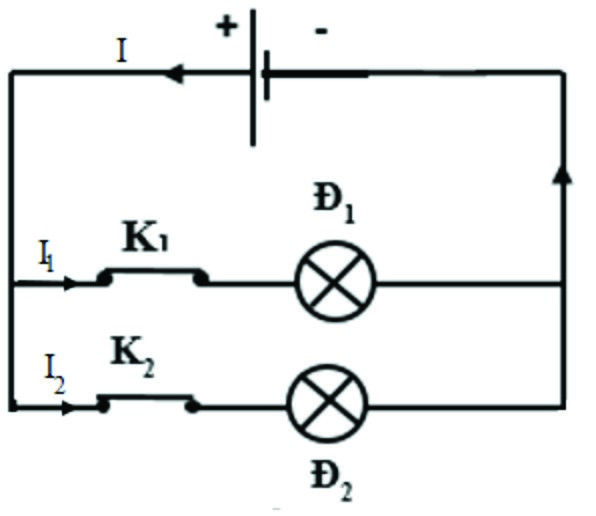 + -
I
Đ₁
K₁
I₁
K₂
I₂
Đ₂